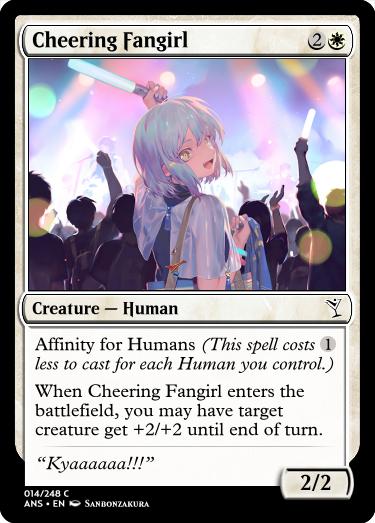 Cheering Fangirl 2
Creature — Human
Affinity for Humans (This spell costs 1
less to cast for each Human you control.)
When Cheering Fangirl enters the
battlefield, you may have target
creature get +2/+2 until end of turn.
“Kyaaaaaa!!!”
2/2
014/248 C
ANS • EN Sanbonzakura